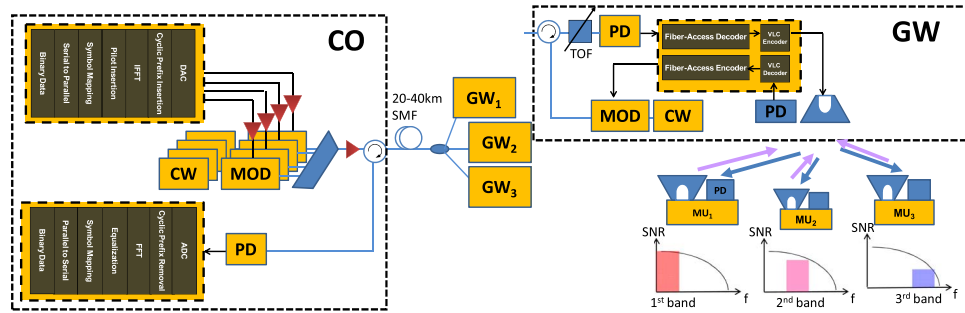 CO
Binary Data
Serial to Parallel
Symbol Mapping
Pilot Insertion
IFFT
Cyclic Prefix Insertion
DAC
CW
MOD
Binary Data
Parallel to Serial
Symbol Mapping
Equalization
FFT
Cyclic Prefix Removal
ADC
PD
20-40km
SMF
GW1
GW2
GW3
GW
TOF
PD
Fiber-Access Decoder
VLC
Encoder
Fiber-Access Encoder
VLC
Decoder
MOD
CW
PD
PD
MU1
MU2
MU3
SNR
f
1st band
SNR
f
2nd band
SNR
f
3rd band